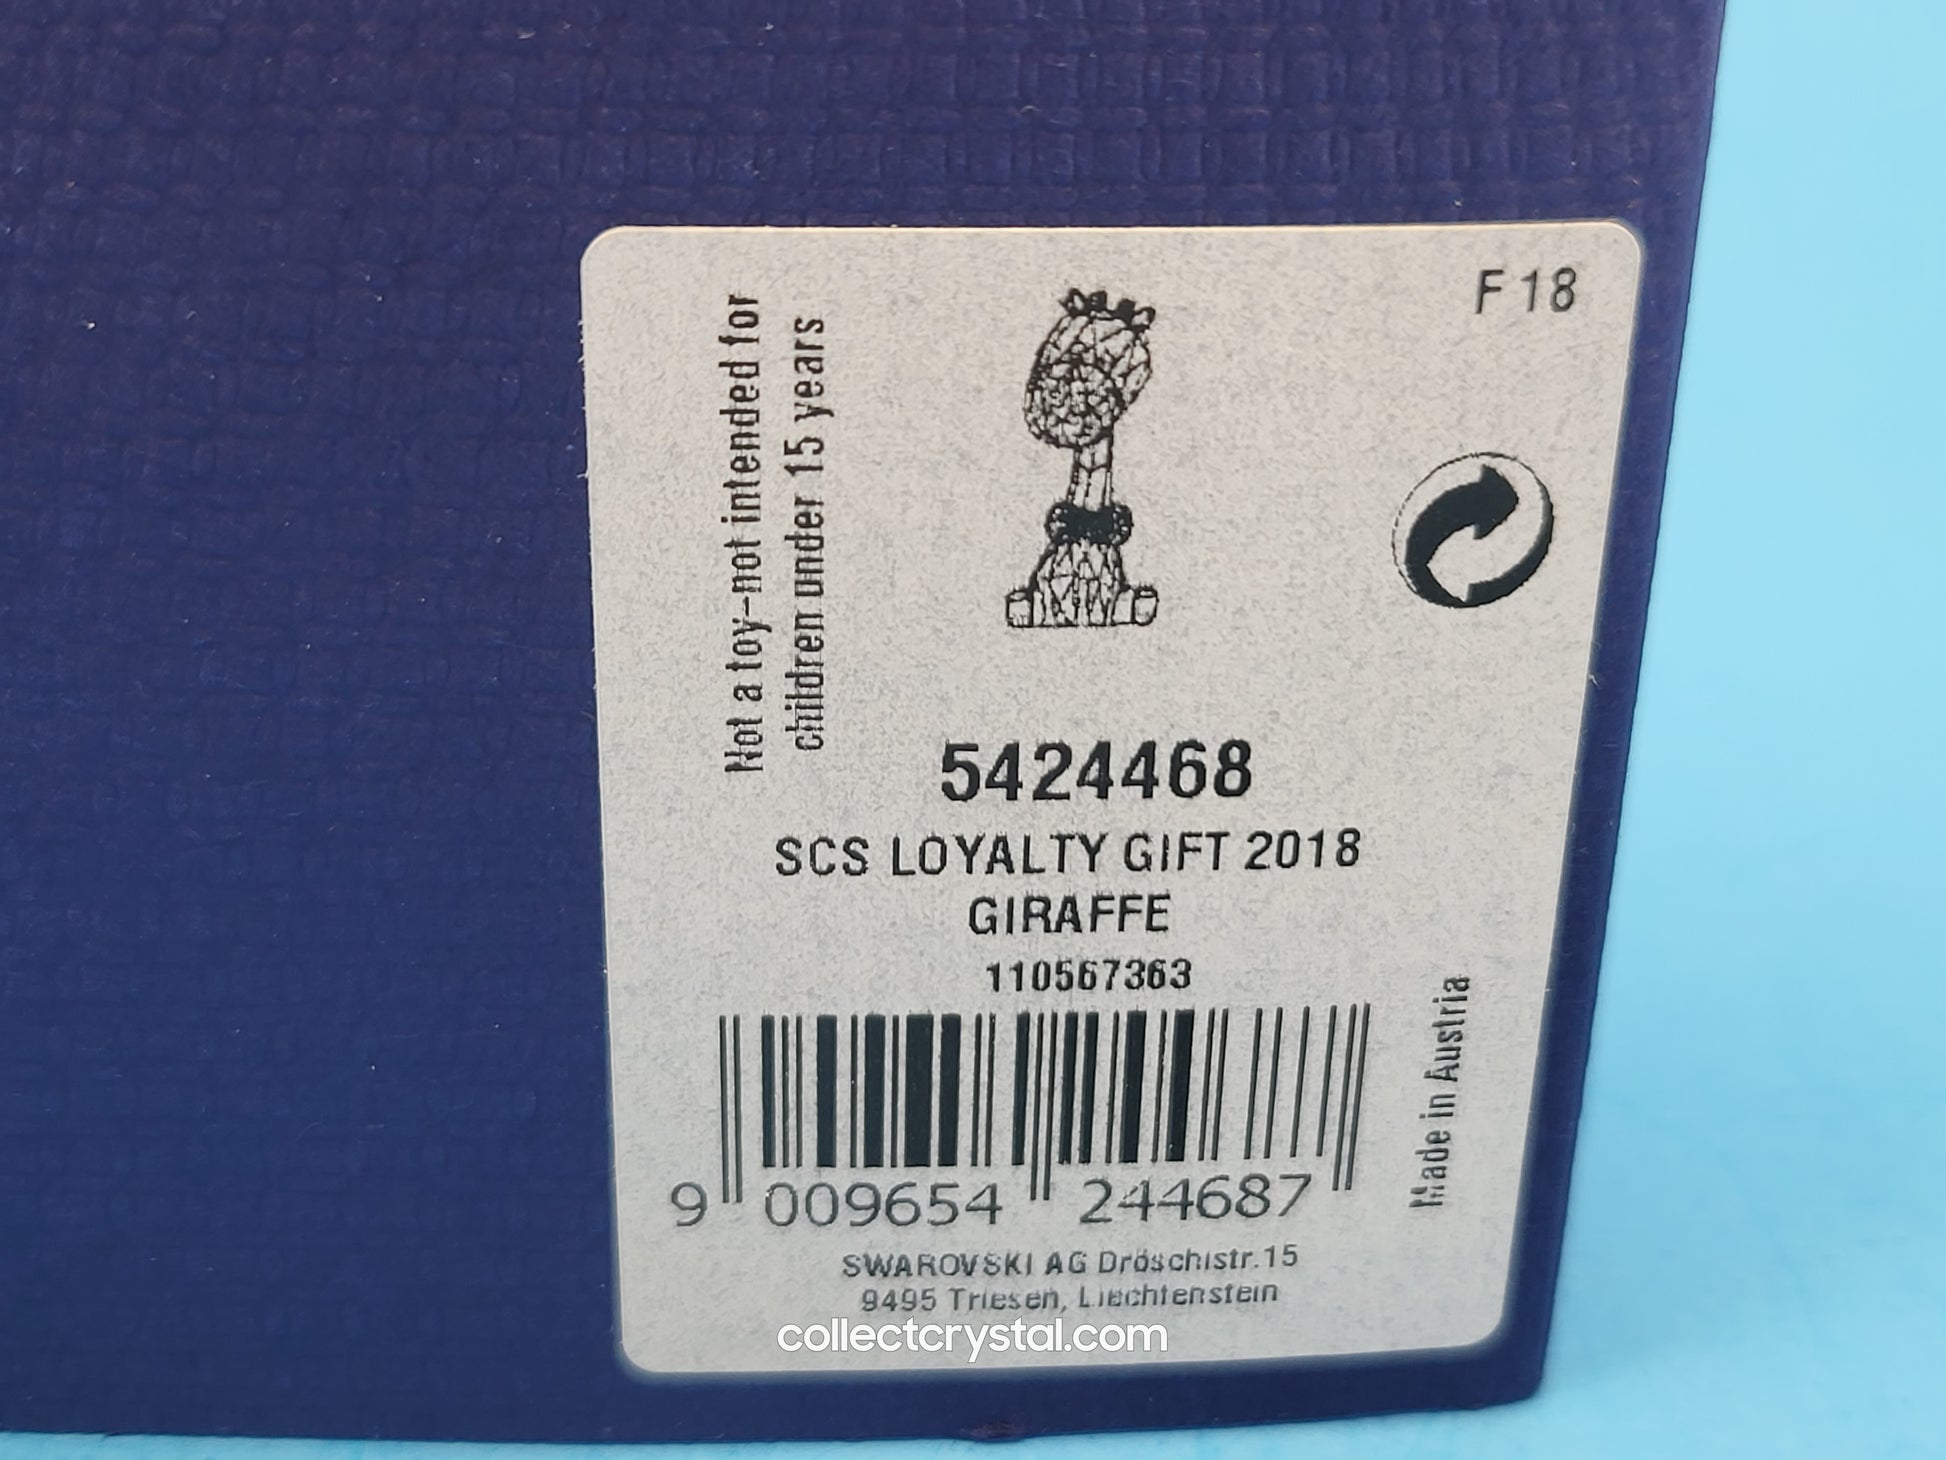 F 18
Not a toy-not intended for
children under 15 years
5424468
SCS LOYALTY GIFT 2018
GIRAFFE
110567363
Made in Austria
9 009654 244687
SWAROVSKI AG Dröschistr.15
9495 Triesen, Liechtenstein
collectcrystal.com